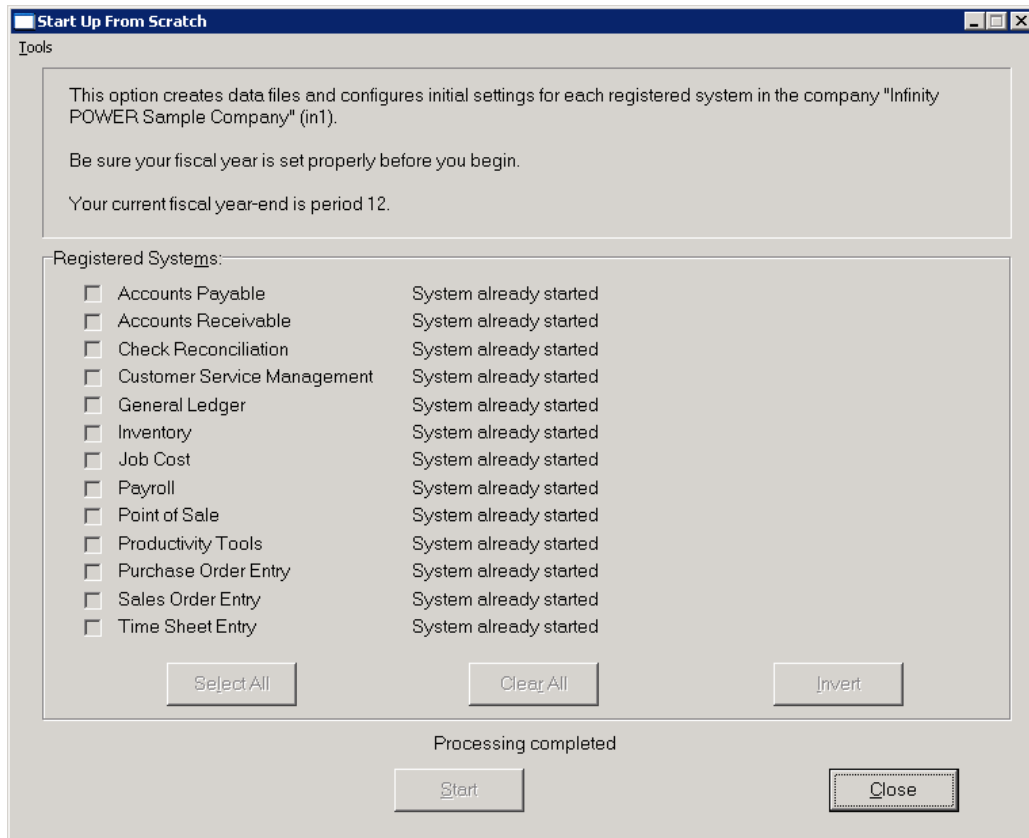 Start Up From Scratch
Tools
This option creates data files and configures initial settings for each registered system in the company "Infinity
POWER Sample Company" (in1).
Be sure your fiscal year is set properly before you begin.
Your current fiscal year-end is period 12.
Registered Systems:
Accounts Payable System already started
Accounts Receivable System already started
Check Reconciliation System already started
Customer Service Management System already started
General Ledger System already started
Inventory System already started
Job Cost System already started
Payroll System already started
Point of Sale System already started
Productivity Tools System already started
Purchase Order Entry System already started
Sales Order Entry System already started
Time Sheet Entry System already started
Select All Clear All Invert
Processing completed
Start Close